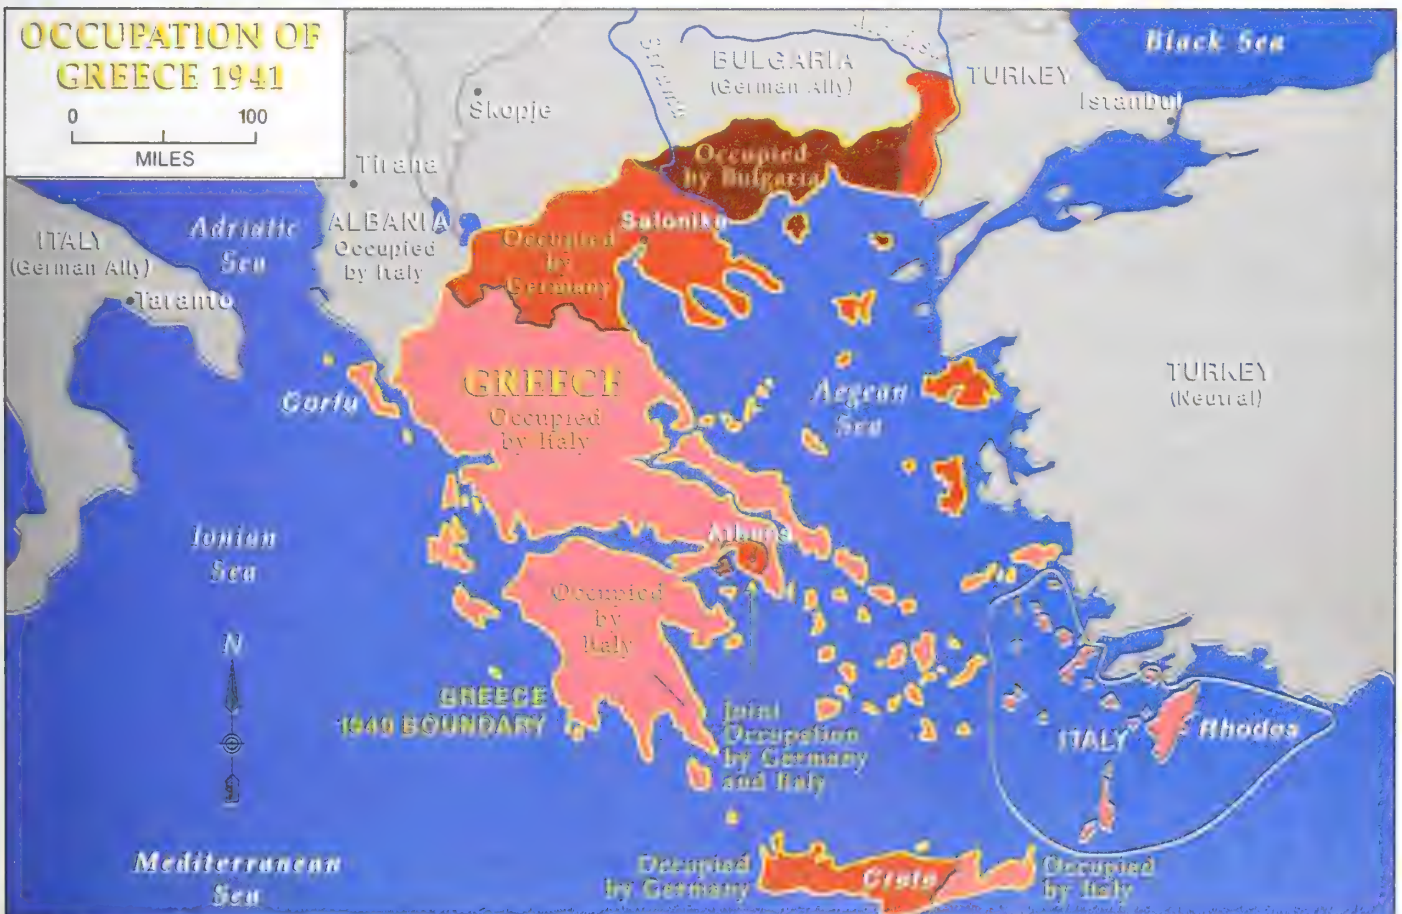 OCCUPATION OF
GREECE 1941
0 100
MILES
Black Sea
BULGARIA
(German Ally)
TURKEY
Istanbul
Skopje
Tirana
Occupied
by Bulgaria
Salonika
ALBANIA
Occupied
by Italy
Adriatic
Sea
ITALY
(German Ally)
Taranto
Occupied
by
Germany
GREECE
Occupied
by Italy
Corfu
Aegean
Sea
TURKEY
(Neutral)
Ionian
Sea
Athens
Occupied
by
Italy
N
GREECE
1940 BOUNDARY
Joint
Occupation
by Germany
and Italy
ITALY
Rhodes
Mediterranean
Sea
Occupied
by Germany
Crete
Occupied
by Italy